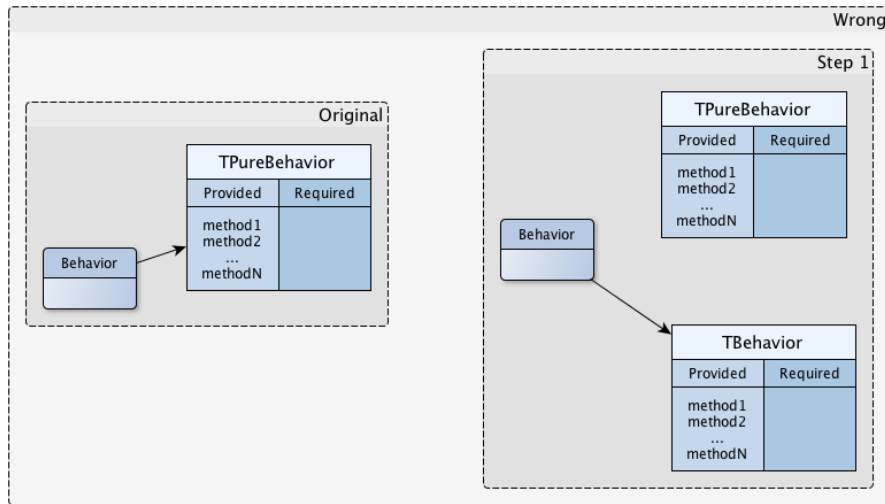 Wrong
Original
TPureBehavior
Provided Required
method1
method2
...
methodN
Behavior
Step 1
TPureBehavior
Provided Required
method1
method2
...
methodN
Behavior
TBehavior
Provided Required
method1
method2
...
methodN